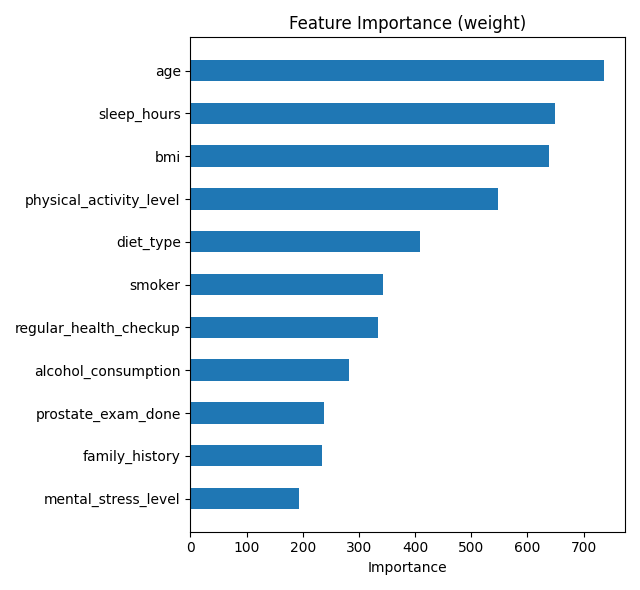 Feature Importance (weight)
age
sleep_hours
bmi
physical_activity_level
diet_type
smoker
regular_health_checkup
alcohol_consumption
prostate_exam_done
family_history
mental_stress_level
0 100 200 300 400 500 600 700
Importance